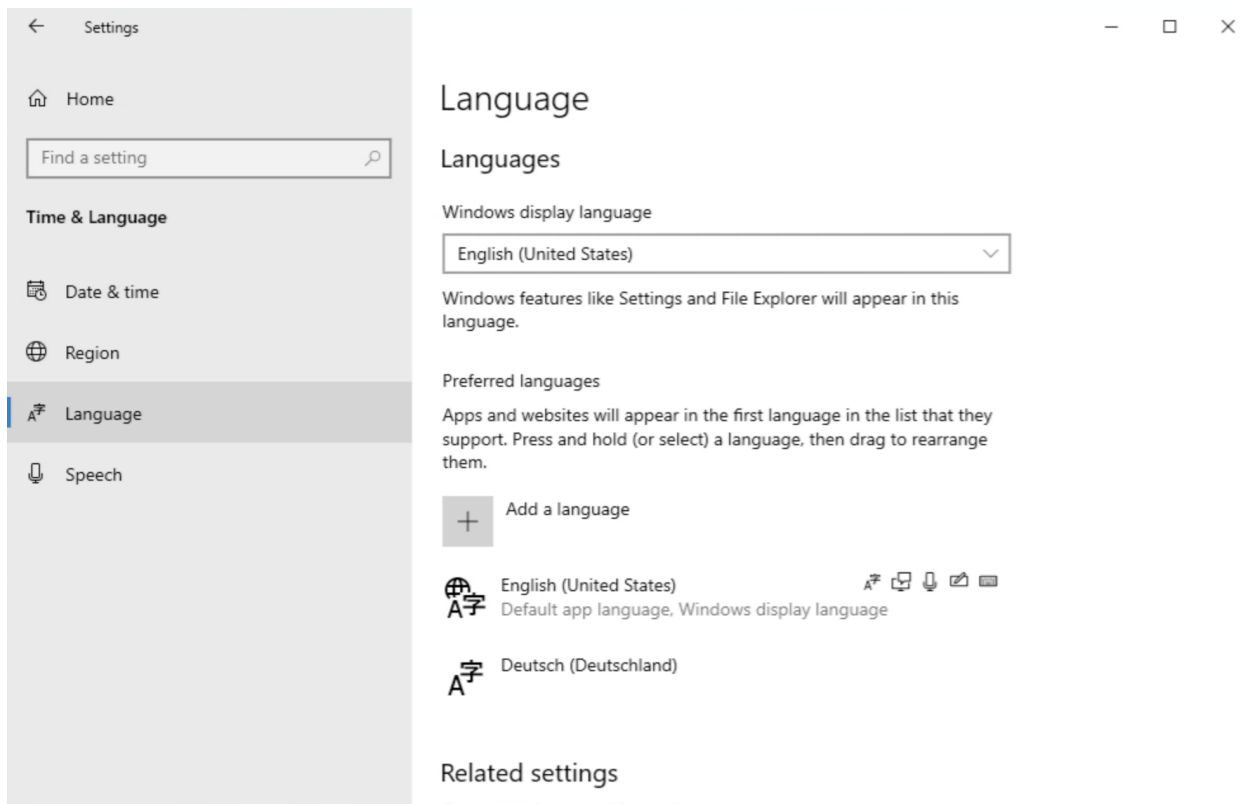 Settings
Home
Find a setting
Time & Language
Date & time
Region
Language
Speech
Language
Languages
Windows display language
English (United States)
Windows features like Settings and File Explorer will appear in this
language.
Preferred languages
Apps and websites will appear in the first language in the list that they
support. Press and hold (or select) a language, then drag to rearrange
them.
Add a language
English (United States)
Default app language, Windows display language
Deutsch (Deutschland)
Related settings